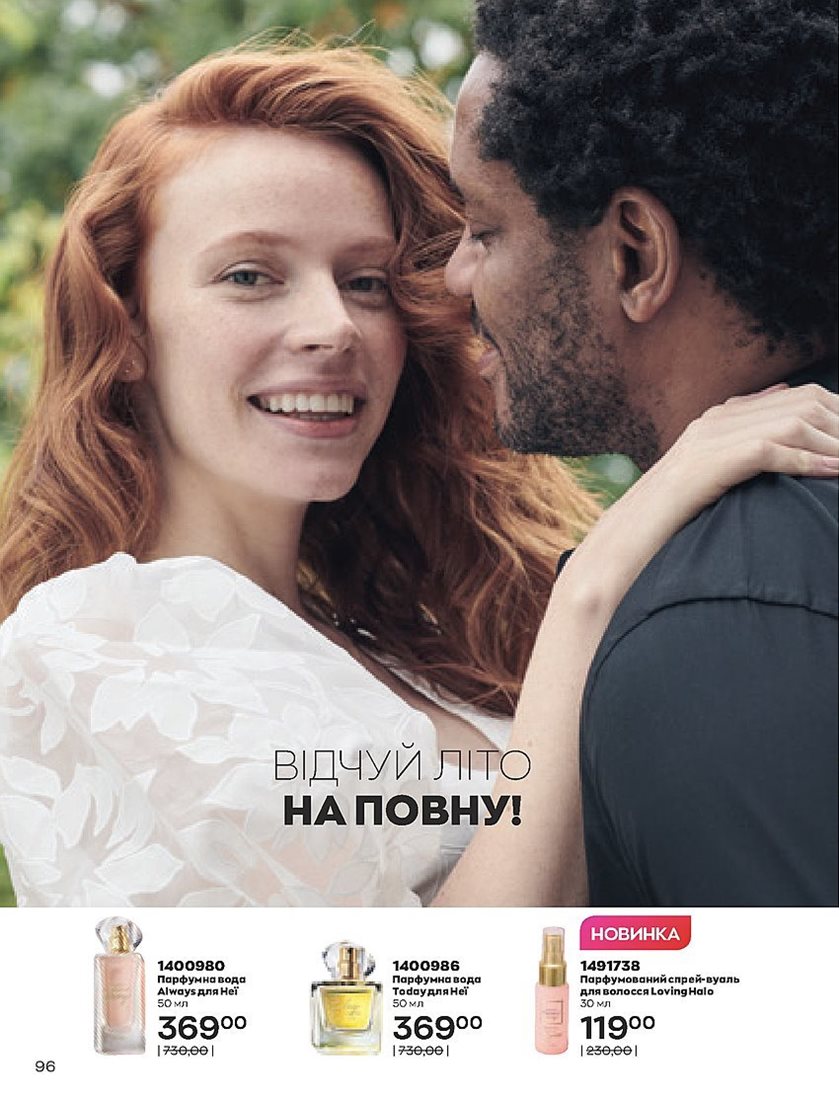 ВІДЧУЙ ЛІТО
НА ПОВНУ!
НОВИНКА
1400980
Парфумна вода
Always для Неї
50 мл
369⁰⁰
| 730,00 |
1400986
Парфумна вода
Today для Неї
50 мл
369⁰⁰
| 730,00 |
1491738
Парфумований спрей-вуаль
для волосся Loving Halo
30 мл
119⁰⁰
| 230,00 |
96